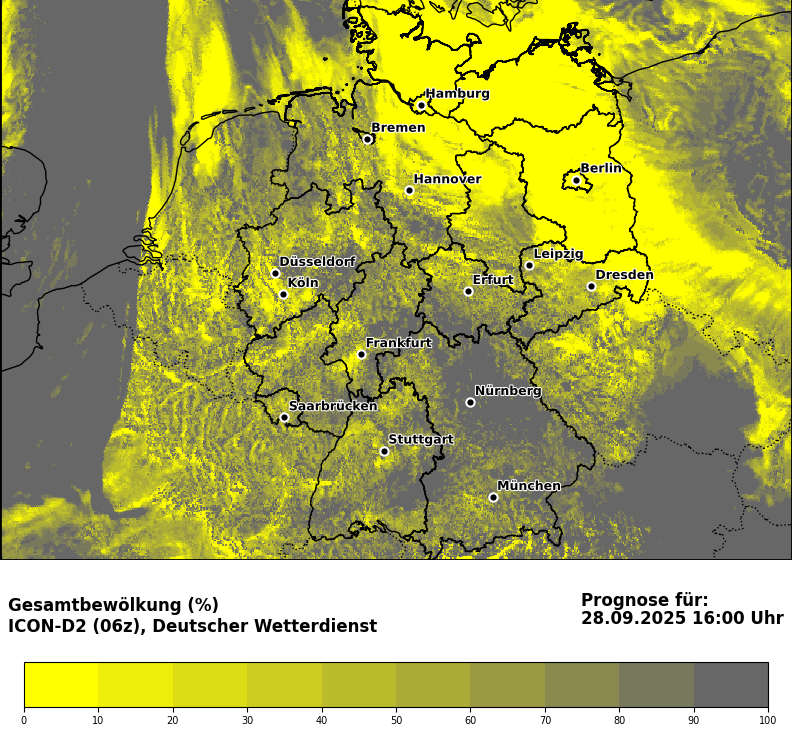 Hamburg
Bremen
Berlin
Hannover
Leipzig
Düsseldorf
Dresden
Erfurt
Köln
Frankfurt
Nürnberg
Saarbrücken
Stuttgart
München
Gesamtbewölkung (%)
ICON-D2 (06z), Deutscher Wetterdienst
Prognose für:
28.09.2025 16:00 Uhr
0 10 20 30 40 50 60 70 80 90 100